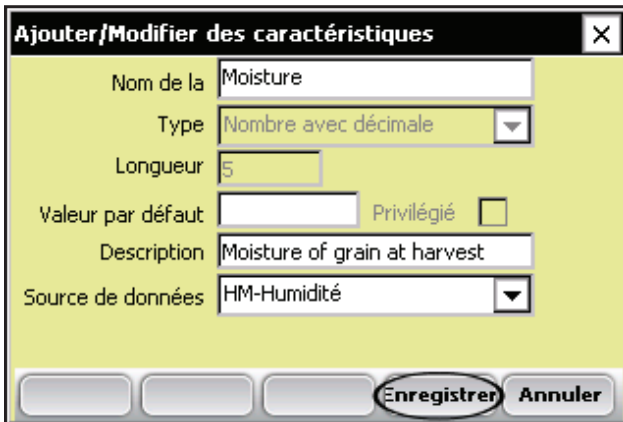 Ajouter/Modifier des caractéristiques
Nom de la Moisture
Type Nombre avec décimale
Longueur 5
Valeur par défaut Privilégié
Description Moisture of grain at harvest
Source de données HM-Humidité
Enregistrer Annuler